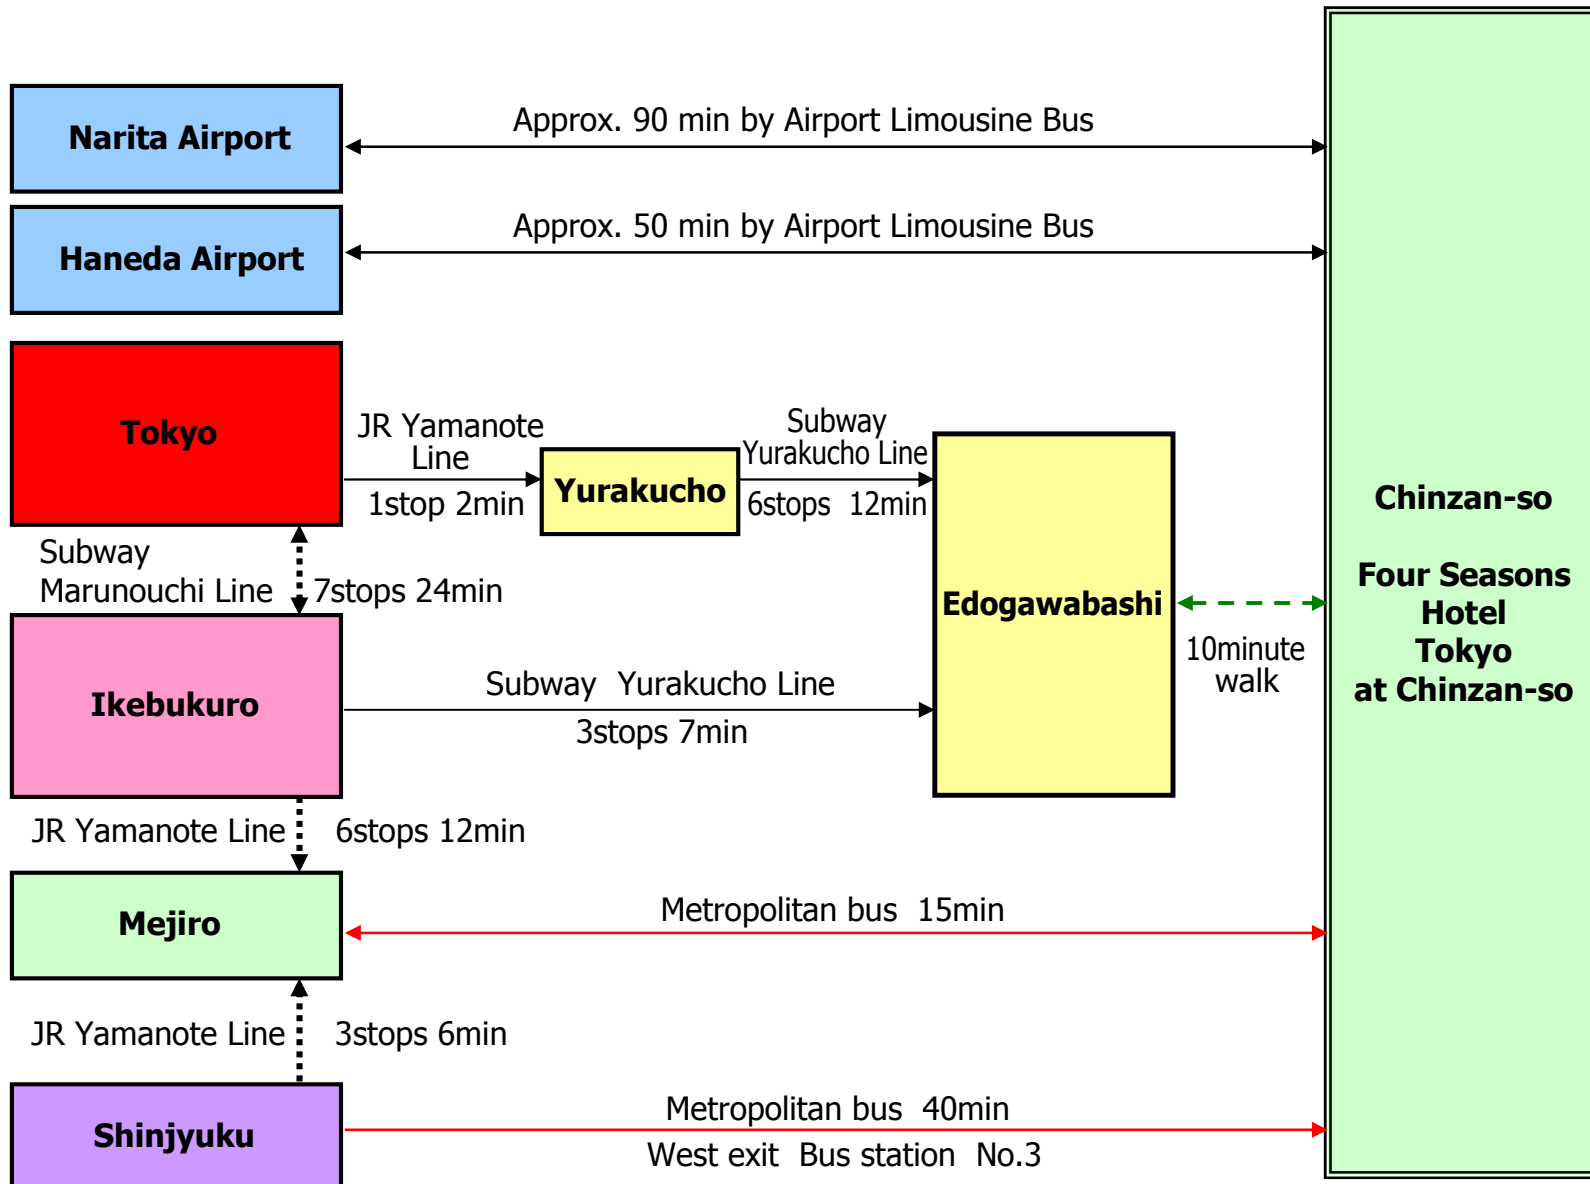 Narita Airport
Approx. 90 min by Airport Limousine Bus
Haneda Airport
Approx. 50 min by Airport Limousine Bus
Tokyo
JR Yamanote
Line
1stop 2min
Yurakucho
Subway
Yurakucho Line
6stops 12min
Edogawabashi
10minute
walk
Chinzan-so
Four Seasons
Hotel
Tokyo
at Chinzan-so
Subway
Marunouchi Line 7stops 24min
Ikebukuro
Subway Yurakucho Line
3stops 7min
JR Yamanote Line 6stops 12min
Mejiro
Metropolitan bus 15min
JR Yamanote Line 3stops 6min
Shinjyuku
Metropolitan bus 40min
West exit Bus station No.3